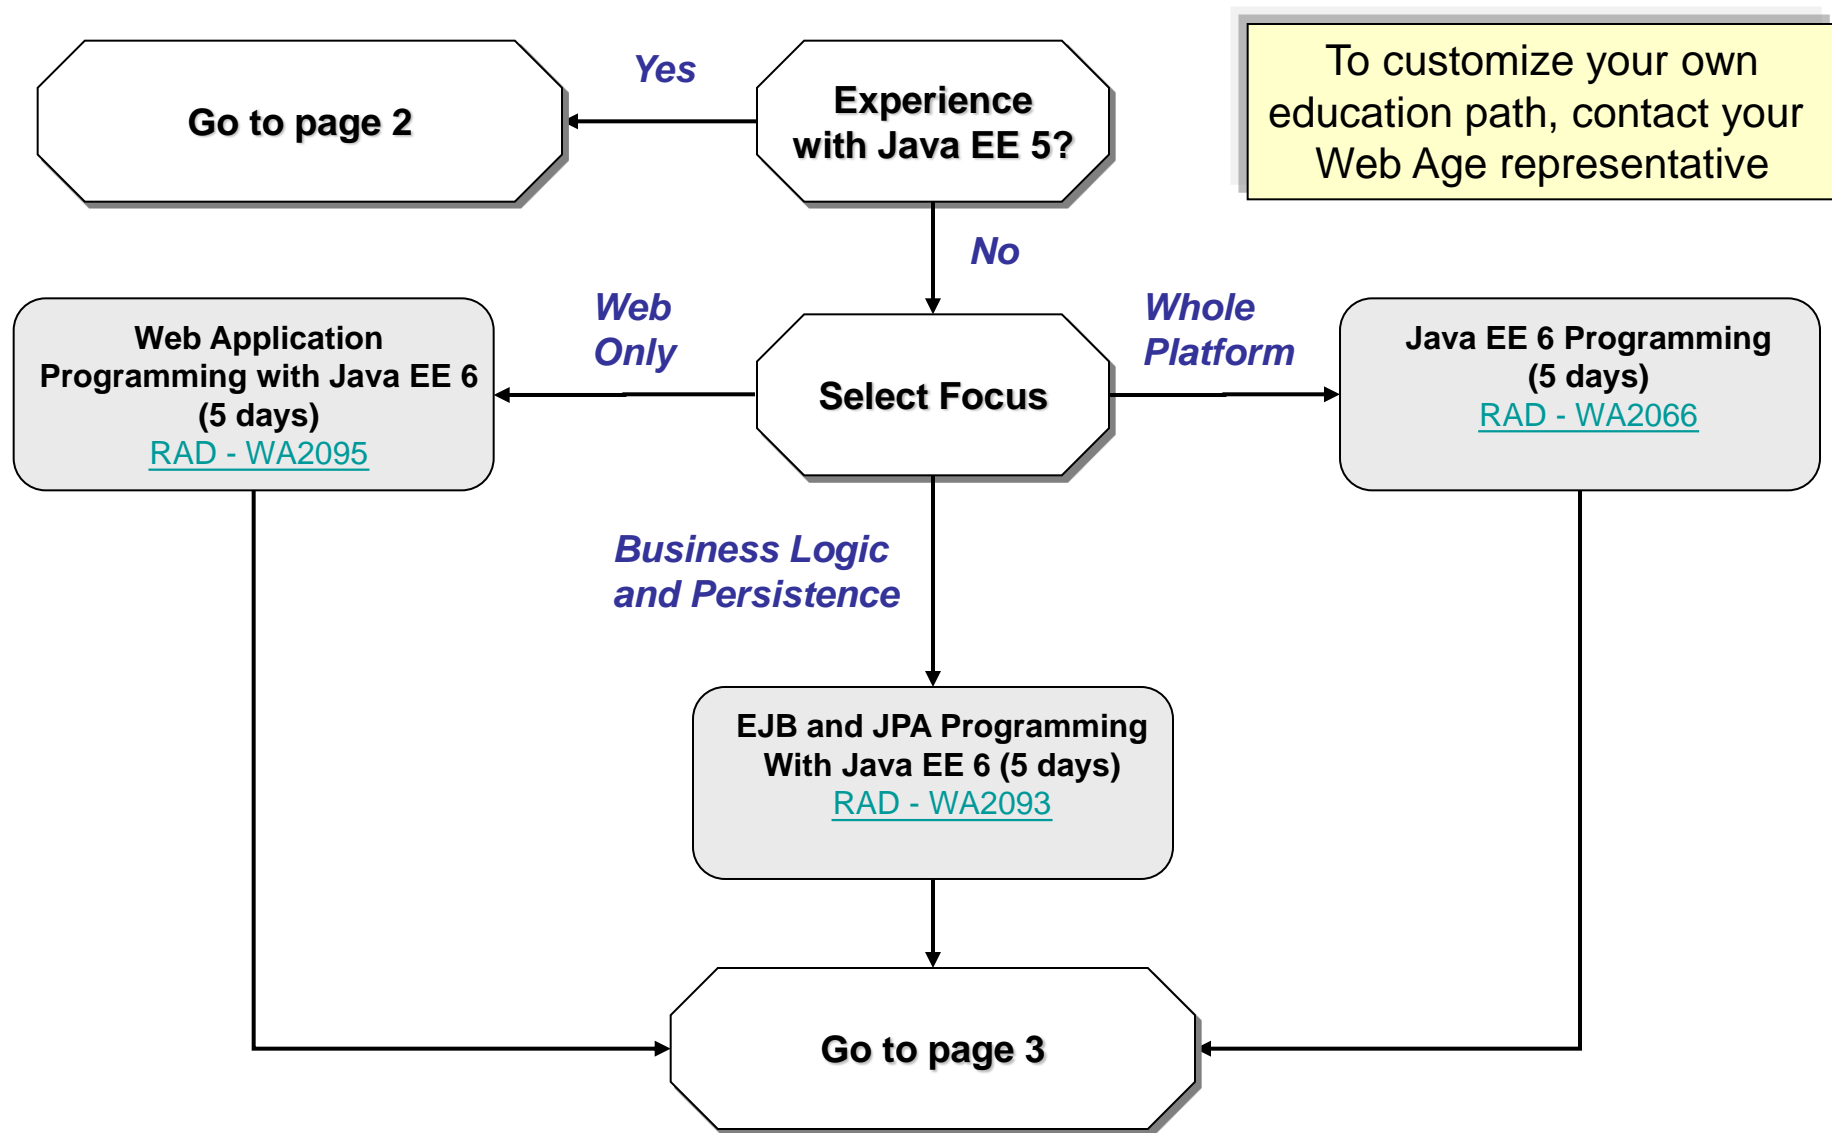 Go to page 2
Yes
Experience
with Java EE 5?
To customize your own
education path, contact your
Web Age representative
No
Web
Only
Whole
Platform
Web Application
Programming with Java EE 6
(5 days)
RAD - WA2095
Select Focus
Java EE 6 Programming
(5 days)
RAD - WA2066
Business Logic
and Persistence
EJB and JPA Programming
With Java EE 6 (5 days)
RAD - WA2093
Go to page 3